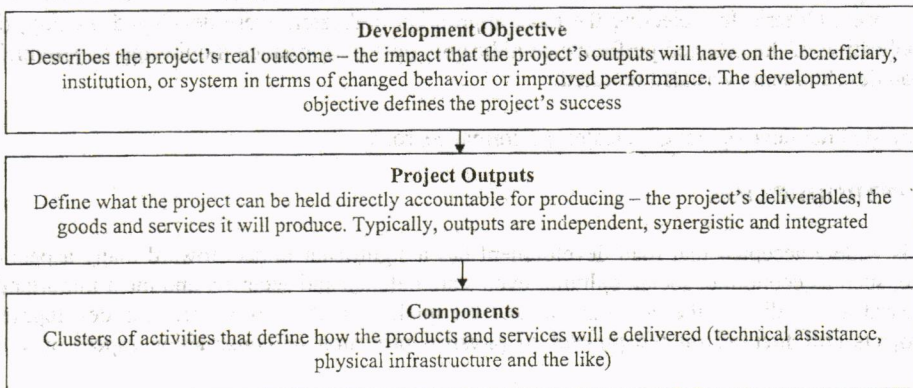 Development Objective
Describes the project's real outcome – the impact that the project's outputs will have on the beneficiary,
institution, or system in terms of changed behavior or improved performance. The development
objective defines the project's success
Project Outputs
Define what the project can be held directly accountable for producing – the project's deliverables, the
goods and services it will produce. Typically, outputs are independent, synergistic and integrated
Components
Clusters of activities that define how the products and services will e delivered (technical assistance,
physical infrastructure and the like)